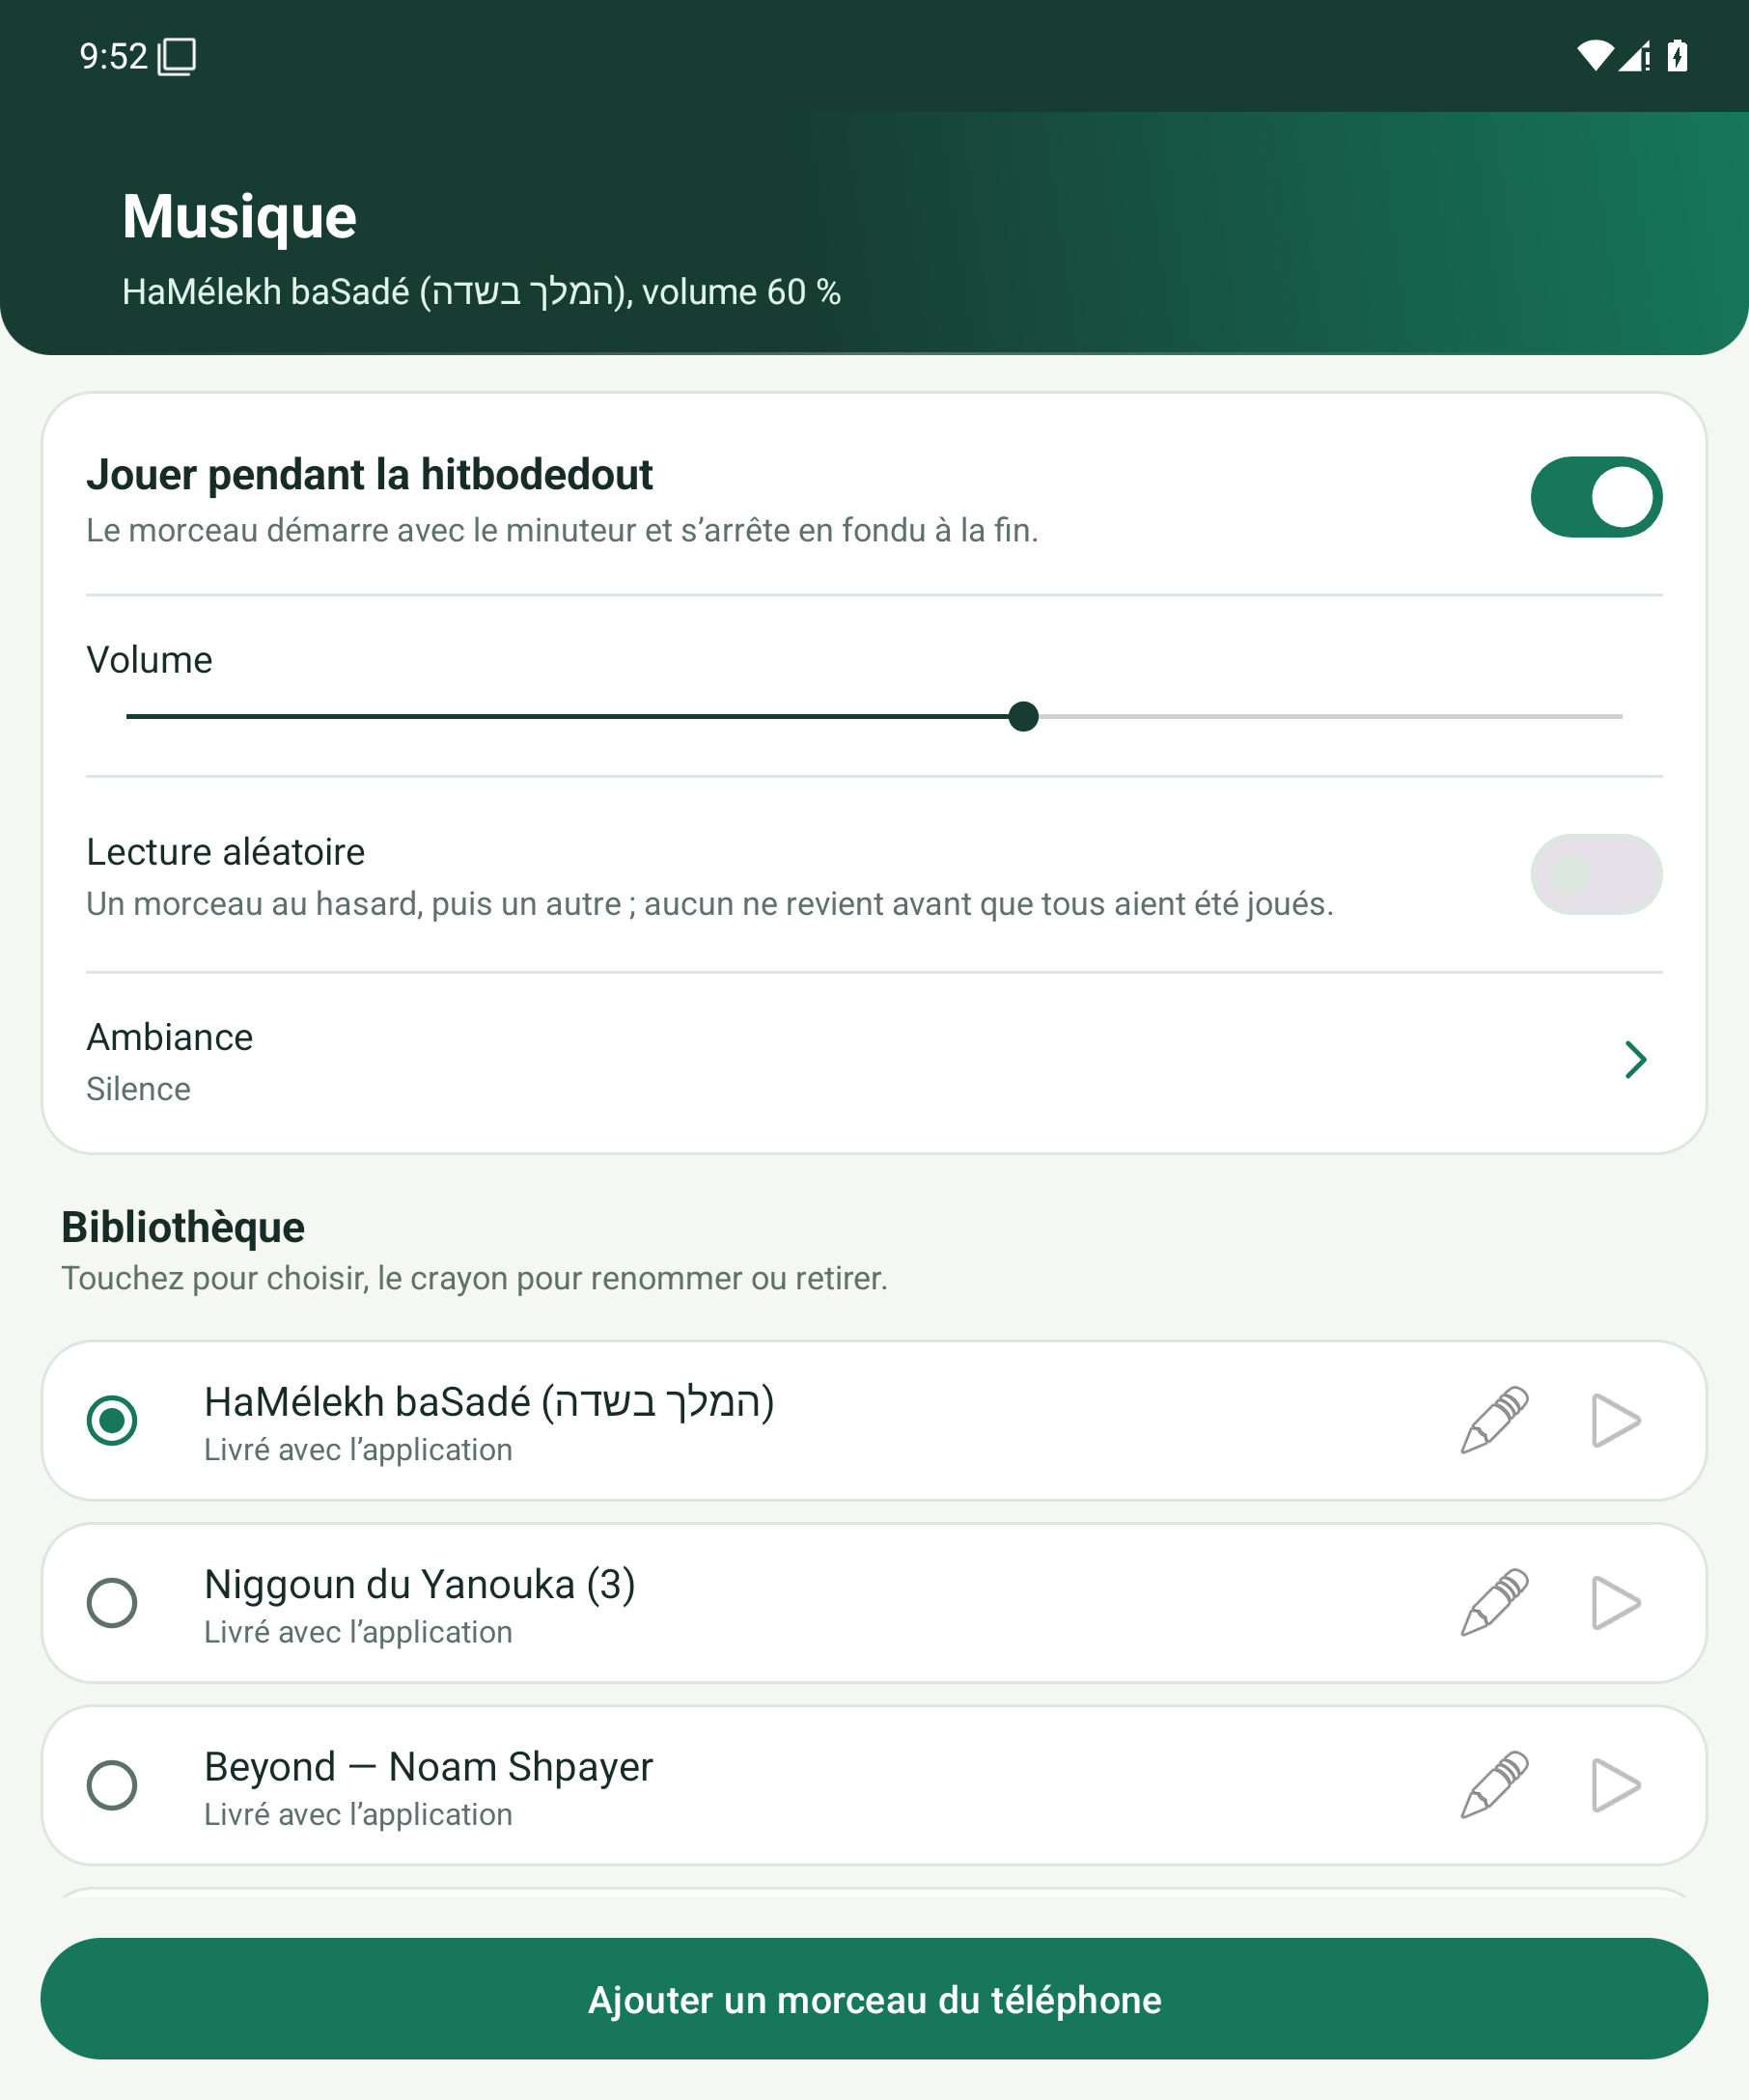 9:52
Musique
HaMélekh baSadé (המלך בשדה), volume 60 %
Jouer pendant la hitbodedout
Le morceau démarre avec le minuteur et s’arrête en fondu à la fin.
Volume
Lecture aléatoire
Un morceau au hasard, puis un autre ; aucun ne revient avant que tous aient été joués.
Ambiance
Silence
Bibliothèque
Touchez pour choisir, le crayon pour renommer ou retirer.
HaMélekh baSadé (המלך בשדה)
Livré avec l’application
Niggoun du Yanouka (3)
Livré avec l’application
Beyond — Noam Shpayer
Livré avec l’application
Ajouter un morceau du téléphone